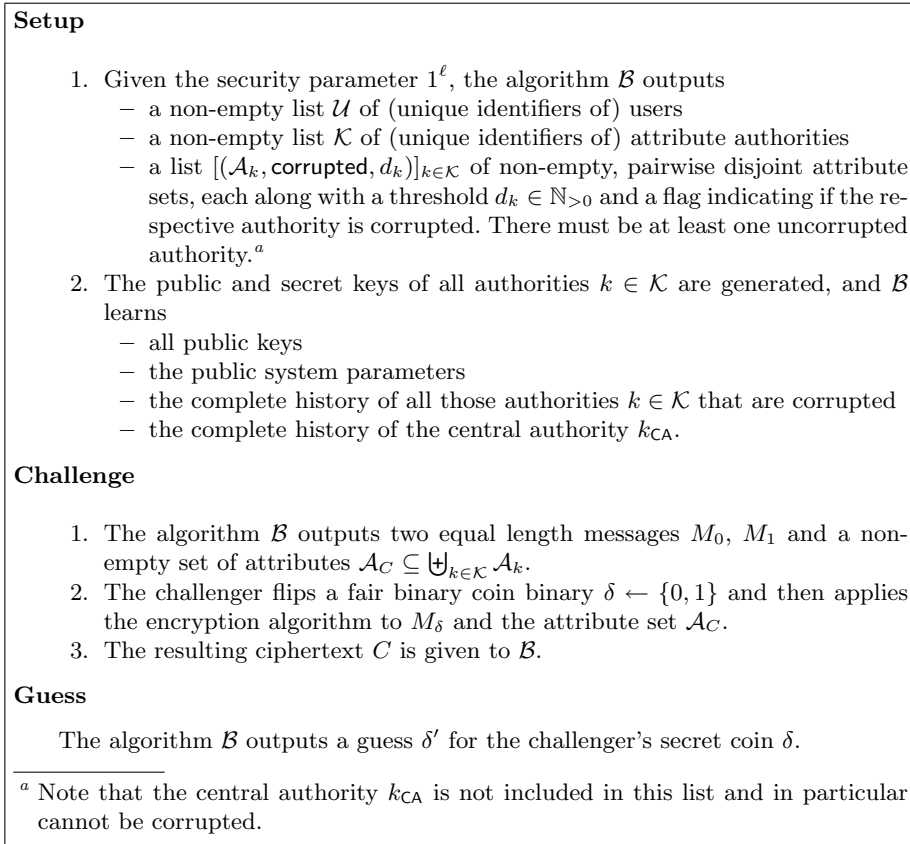 Setup
1. Given the security parameter 1^ℓ, the algorithm ℬ outputs
– a non-empty list 𝒰 of (unique identifiers of) users
– a non-empty list 𝒦 of (unique identifiers of) attribute authorities
– a list [(𝒜_k, corrupted, d_k)]_{k∈𝒦} of non-empty, pairwise disjoint attribute
sets, each along with a threshold d_k ∈ ℕ_{>0} and a flag indicating if the re-
spective authority is corrupted. There must be at least one uncorrupted
authority.^a
2. The public and secret keys of all authorities k ∈ 𝒦 are generated, and ℬ
learns
– all public keys
– the public system parameters
– the complete history of all those authorities k ∈ 𝒦 that are corrupted
– the complete history of the central authority k_CA.
Challenge
1. The algorithm ℬ outputs two equal length messages M_0, M_1 and a non-
empty set of attributes 𝒜_C ⊆ ⨄_{k∈𝒦} 𝒜_k.
2. The challenger flips a fair binary coin binary δ ← {0, 1} and then applies
the encryption algorithm to M_δ and the attribute set 𝒜_C.
3. The resulting ciphertext C is given to ℬ.
Guess
The algorithm ℬ outputs a guess δ′ for the challenger's secret coin δ.
^a Note that the central authority k_CA is not included in this list and in particular
cannot be corrupted.